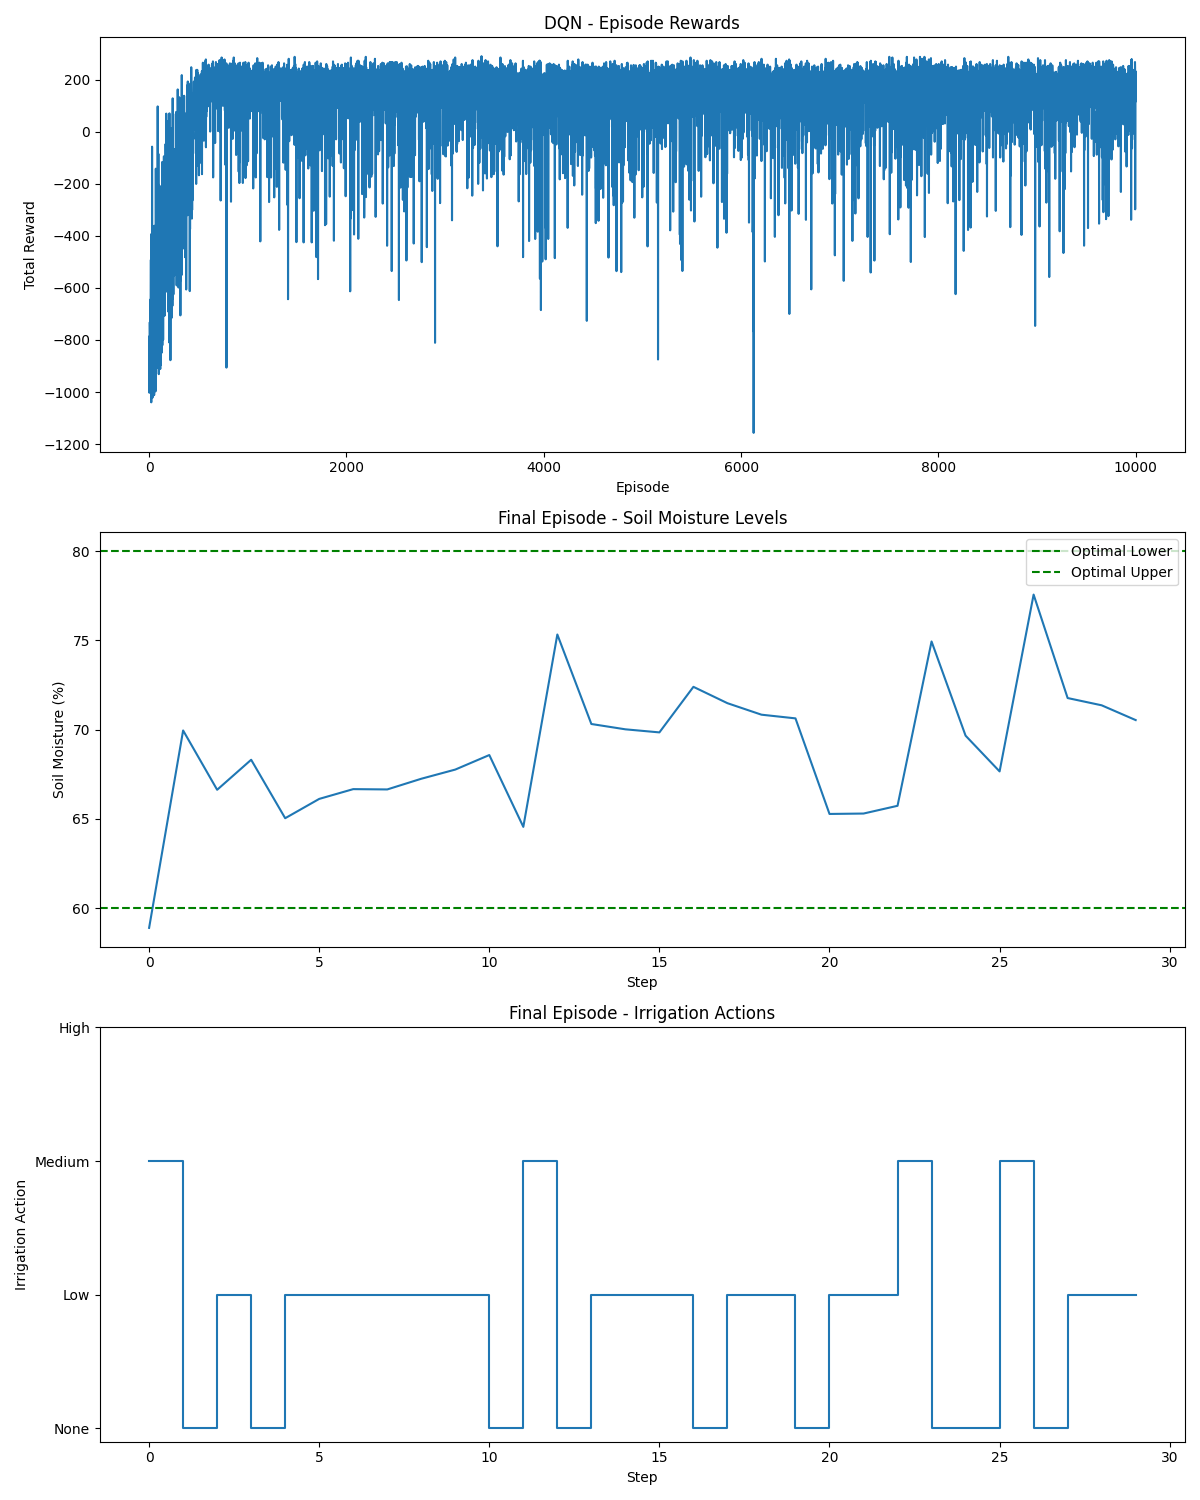 DQN - Episode Rewards
Total Reward
200
0
−200
−400
−600
−800
−1000
−1200
0 2000 4000 6000 8000 10000
Episode
Final Episode - Soil Moisture Levels
Soil Moisture (%)
80
75
70
65
60
Optimal Lower
Optimal Upper
0 5 10 15 20 25 30
Step
Final Episode - Irrigation Actions
Irrigation Action
High
Medium
Low
None
0 5 10 15 20 25 30
Step